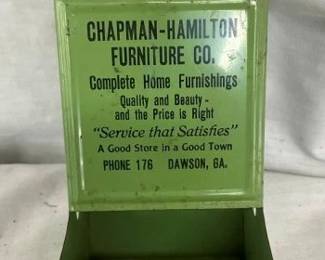 CHAPMAN-HAMILTON
FURNITURE CO.
Complete Home Furnishings
Quality and Beauty -
and the Price is Right
"Service that Satisfies"
A Good Store in a Good Town
PHONE 176 DAWSON, GA.